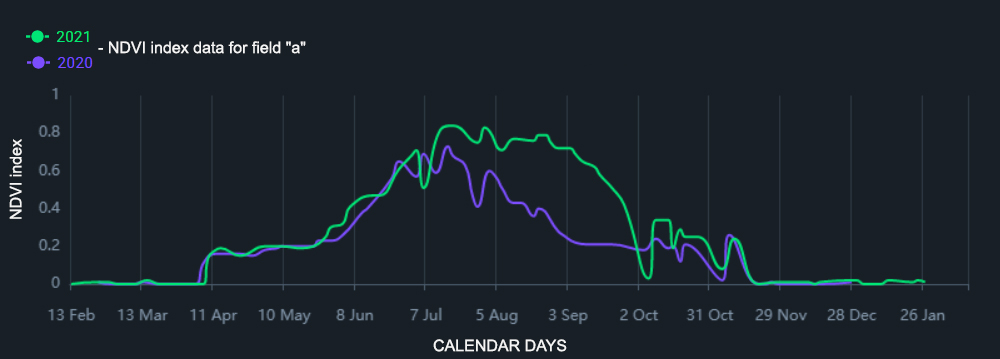 2021
- NDVI index data for field "a"
2020
1
0.8
0.6
0.4
0.2
0
NDVI index
13 Feb 13 Mar 11 Apr 10 May 8 Jun 7 Jul 5 Aug 3 Sep 2 Oct 31 Oct 29 Nov 28 Dec 26 Jan
CALENDAR DAYS